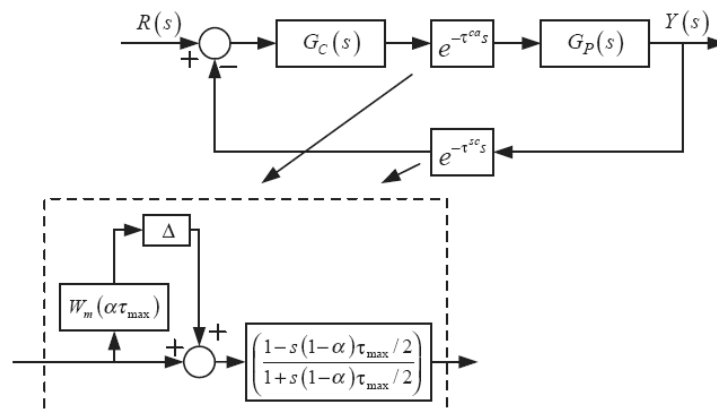 R(s)
Y(s)
+
−
G_C(s)
e^{-τ^{ca}s}
G_P(s)
e^{-τ^{sc}s}
Δ
W_m(ατ_max)
+
+
(1−s(1−α)τ_max/2
1+s(1−α)τ_max/2)